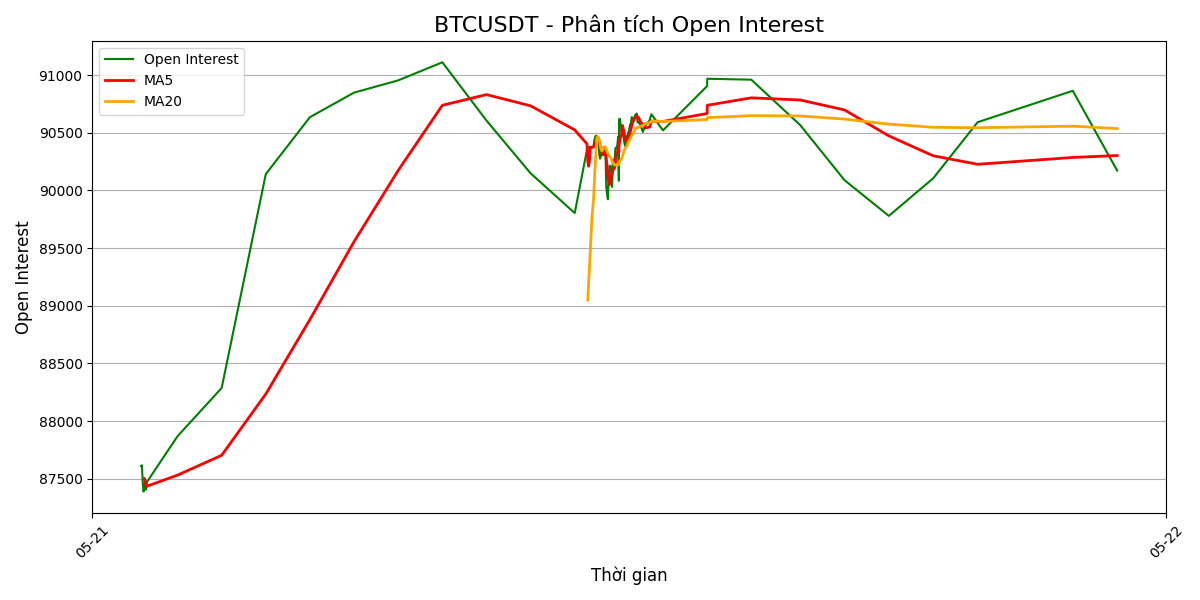 BTCUSDT - Phân tích Open Interest
Open Interest
MA5
MA20
91000
90500
90000
89500
89000
88500
88000
87500
Open Interest
05-21
05-22
Thời gian